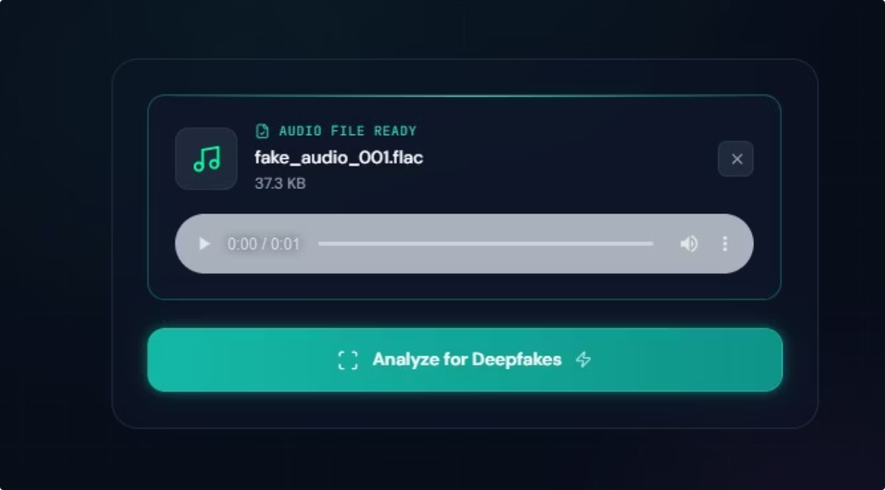 AUDIO FILE READY
fake_audio_001.flac
37.3 KB
0:00 / 0:01
Analyze for Deepfakes